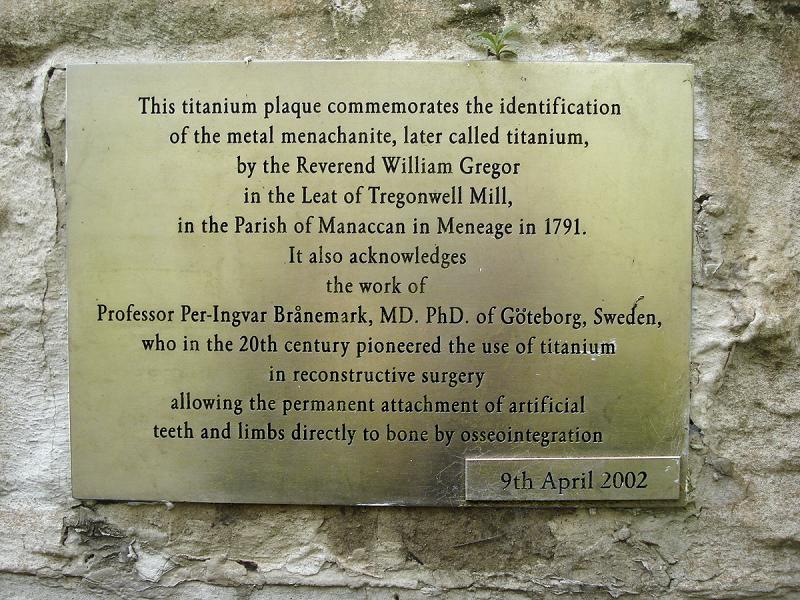 This titanium plaque commemorates the identification
of the metal menachanite, later called titanium,
by the Reverend William Gregor
in the Leat of Tregonwell Mill,
in the Parish of Manaccan in Meneage in 1791.
It also acknowledges
the work of
Professor Per-Ingvar Brånemark, MD. PhD. of Göteborg, Sweden,
who in the 20th century pioneered the use of titanium
in reconstructive surgery
allowing the permanent attachment of artificial
teeth and limbs directly to bone by osseointegration
9th April 2002